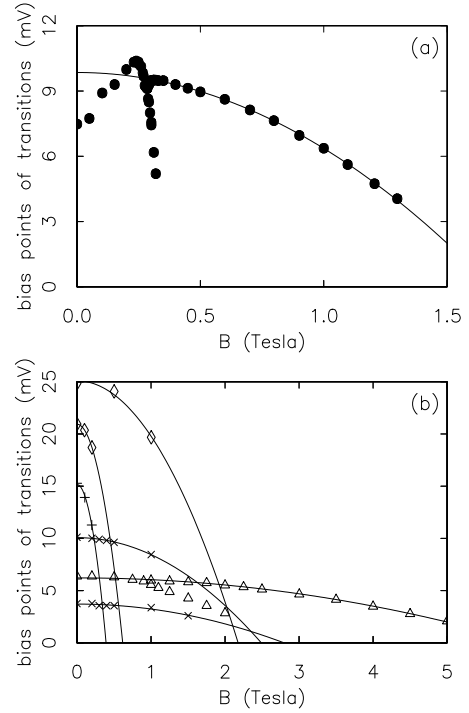 12
(a)
9
6
3
0
bias points of transitions (mV)
0.0 0.5 1.0 1.5
B (Tesla)
25
(b)
20
15
10
5
0
bias points of transitions (mV)
0 1 2 3 4 5
B (Tesla)